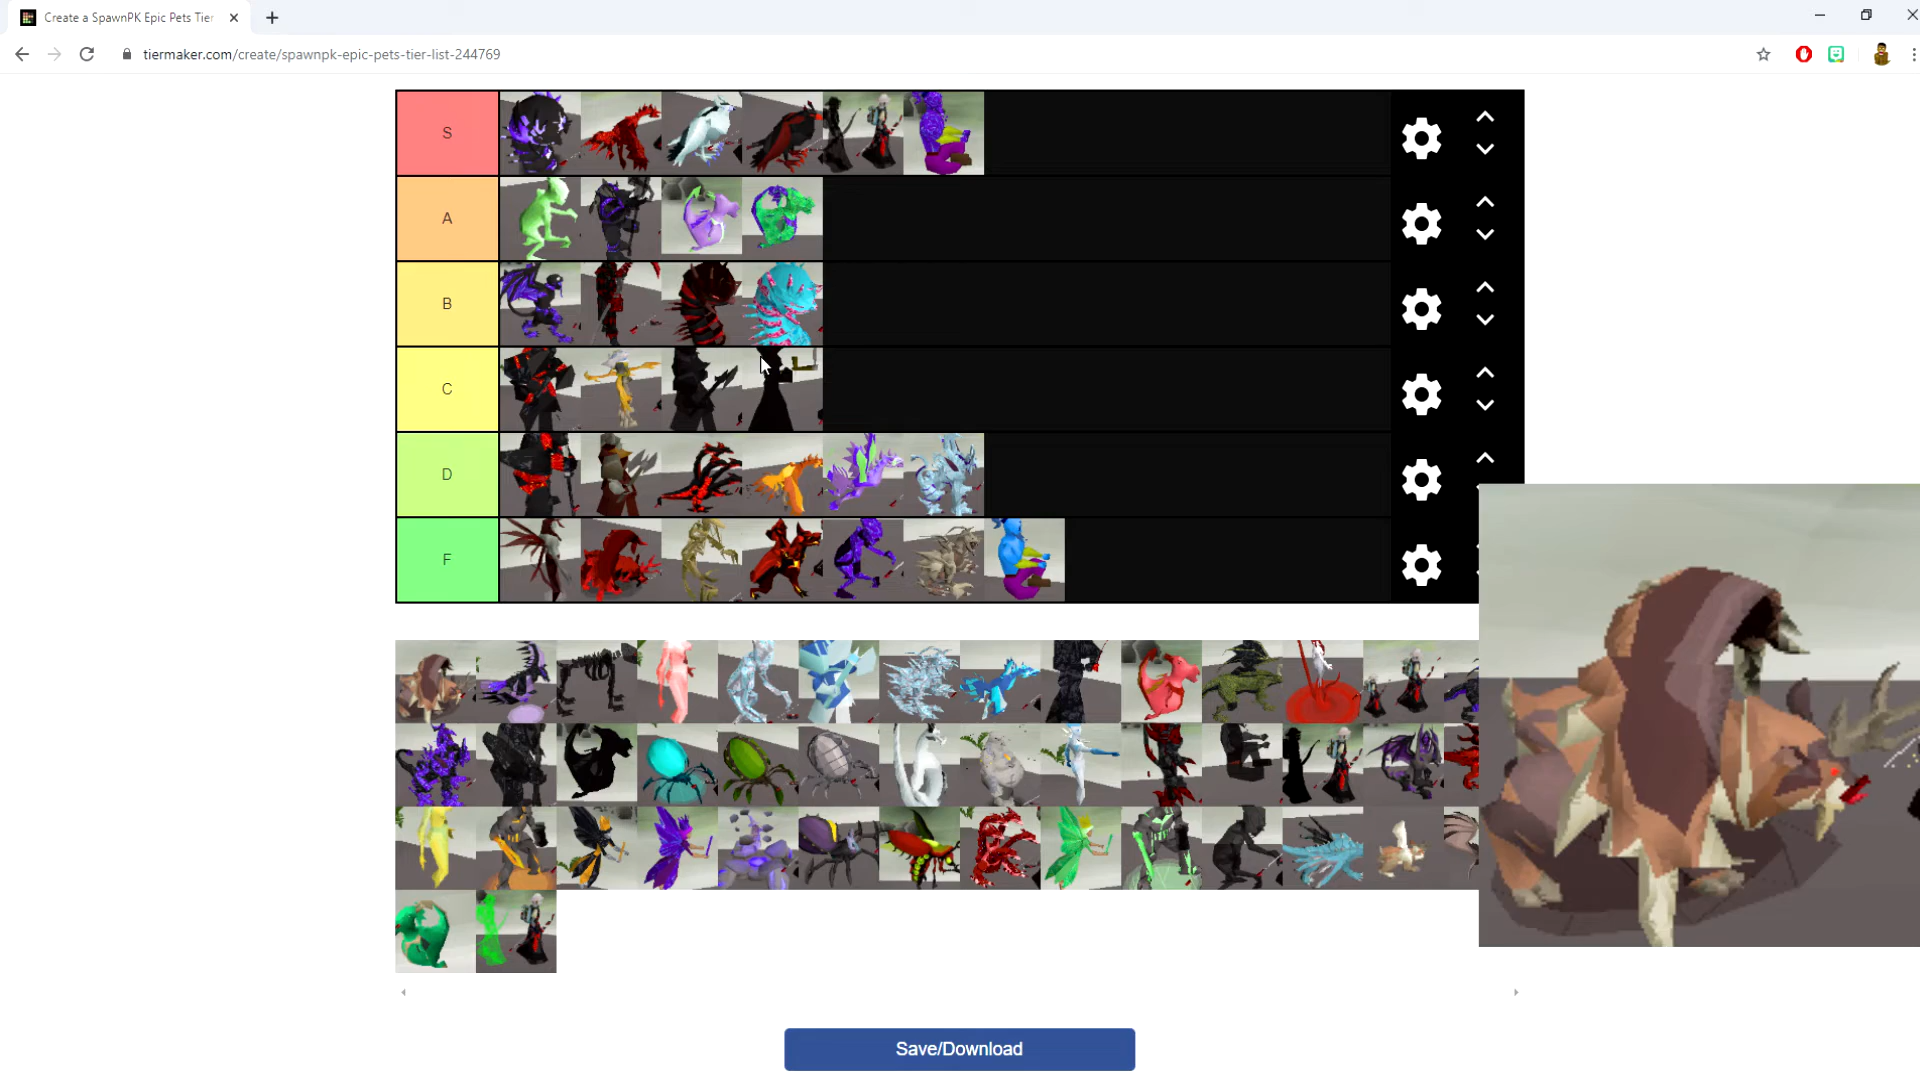 Create a SpawnPK Epic Pets Tier
tiermaker.com/create/spawnpk-epic-pets-tier-list-244769
S
A
B
C
D
F
Save/Download